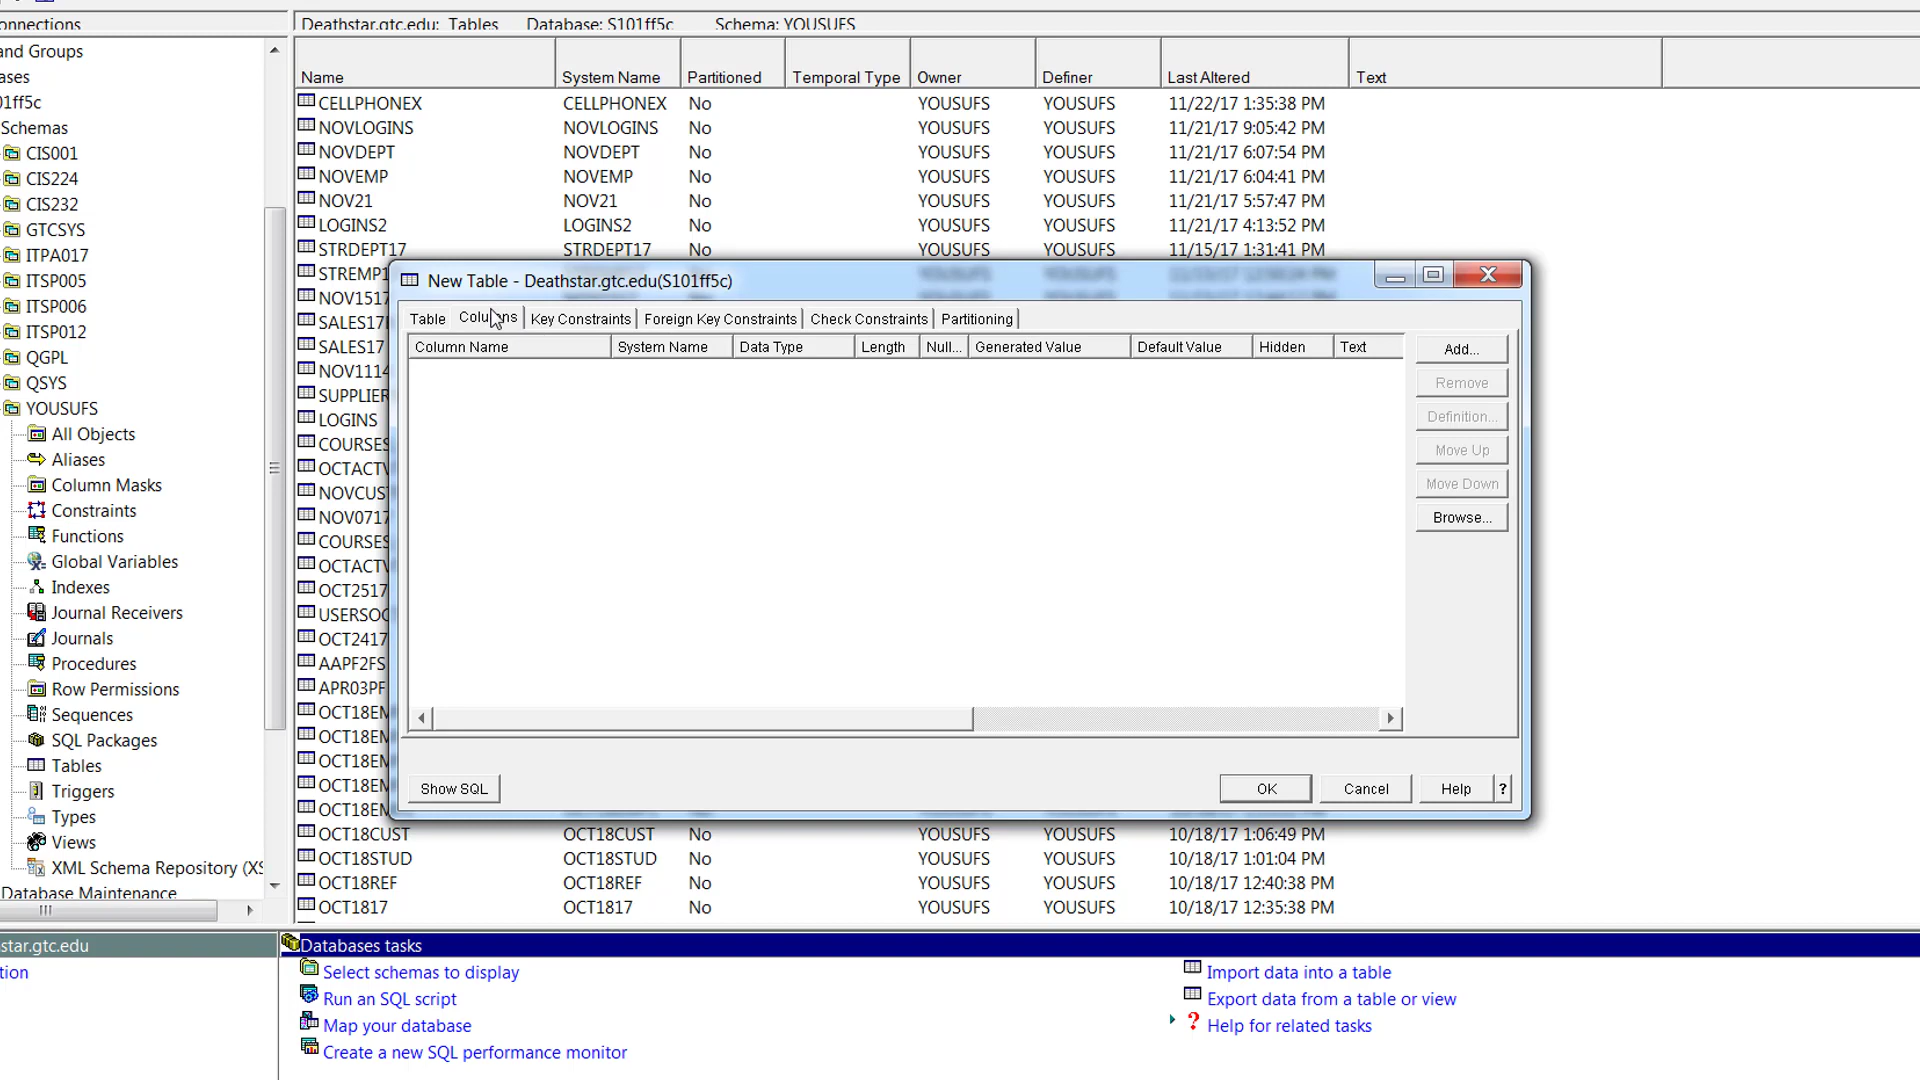 onnections
Deathstar.gtc.edu: Tables Database: S101ff5c Schema: YOUSUFS
and Groups
ases
01ff5c
Schemas
CIS001
CIS224
CIS232
GTCSYS
ITPA017
ITSP005
ITSP006
ITSP012
QGPL
QSYS
YOUSUFS
All Objects
Aliases
Column Masks
Constraints
Functions
Global Variables
Indexes
Journal Receivers
Journals
Procedures
Row Permissions
Sequences
SQL Packages
Tables
Triggers
Types
Views
XML Schema Repository (XS
Database Maintenance
Name System Name Partitioned Temporal Type Owner Definer Last Altered Text
CELLPHONEX CELLPHONEX No YOUSUFS YOUSUFS 11/22/17 1:35:38 PM
NOVLOGINS NOVLOGINS No YOUSUFS YOUSUFS 11/21/17 9:05:42 PM
NOVDEPT NOVDEPT No YOUSUFS YOUSUFS 11/21/17 6:07:54 PM
NOVEMP NOVEMP No YOUSUFS YOUSUFS 11/21/17 6:04:41 PM
NOV21 NOV21 No YOUSUFS YOUSUFS 11/21/17 5:57:47 PM
LOGINS2 LOGINS2 No YOUSUFS YOUSUFS 11/21/17 4:13:52 PM
STRDEPT17 STRDEPT17 No YOUSUFS YOUSUFS 11/15/17 1:31:41 PM
STREMP1
NOV1517
SALES17
SALES17
NOV1114
SUPPLIER
LOGINS
COURSES
OCTACTV
NOVCUS
NOV0717
COURSES
OCTACTV
OCT2517
USERSOC
OCT2417
AAPF2FS
APR03PF
OCT18EM
OCT18EM
OCT18EM
OCT18EM
OCT18EM
OCT18CUST OCT18CUST No YOUSUFS YOUSUFS 10/18/17 1:06:49 PM
OCT18STUD OCT18STUD No YOUSUFS YOUSUFS 10/18/17 1:01:04 PM
OCT18REF OCT18REF No YOUSUFS YOUSUFS 10/18/17 12:40:38 PM
OCT1817 OCT1817 No YOUSUFS YOUSUFS 10/18/17 12:35:38 PM
New Table - Deathstar.gtc.edu(S101ff5c)
Table Columns Key Constraints Foreign Key Constraints Check Constraints Partitioning
Column Name System Name Data Type Length Null... Generated Value Default Value Hidden Text
Add...
Remove
Definition...
Move Up
Move Down
Browse...
Show SQL OK Cancel Help ?
star.gtc.edu
tion
Databases tasks
Select schemas to display
Run an SQL script
Map your database
Create a new SQL performance monitor
Import data into a table
Export data from a table or view
Help for related tasks